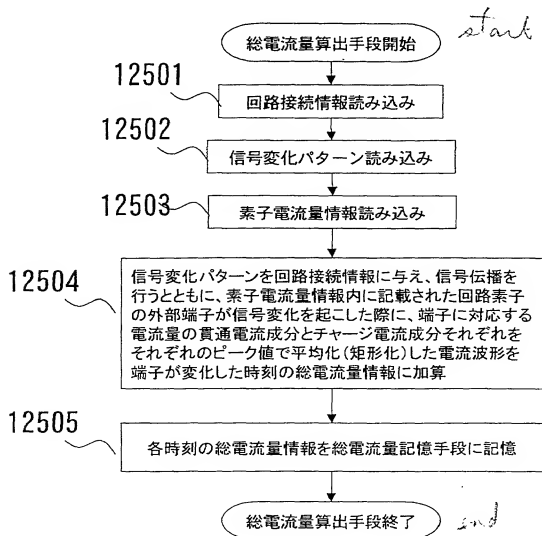 総電流量算出手段開始
start
12501
回路接続情報読み込み
12502
信号変化パターン読み込み
12503
素子電流量情報読み込み
12504
信号変化パターンを回路接続情報に与え、信号伝播を
行うとともに、素子電流量情報内に記載された回路素子
の外部端子が信号変化を起こした際に、端子に対応する
電流量の貫通電流成分とチャージ電流成分それぞれを
それぞれのピーク値で平均化(矩形化)した電流波形を
端子が変化した時刻の総電流量情報に加算
12505
各時刻の総電流量情報を総電流量記憶手段に記憶
総電流量算出手段終了
end